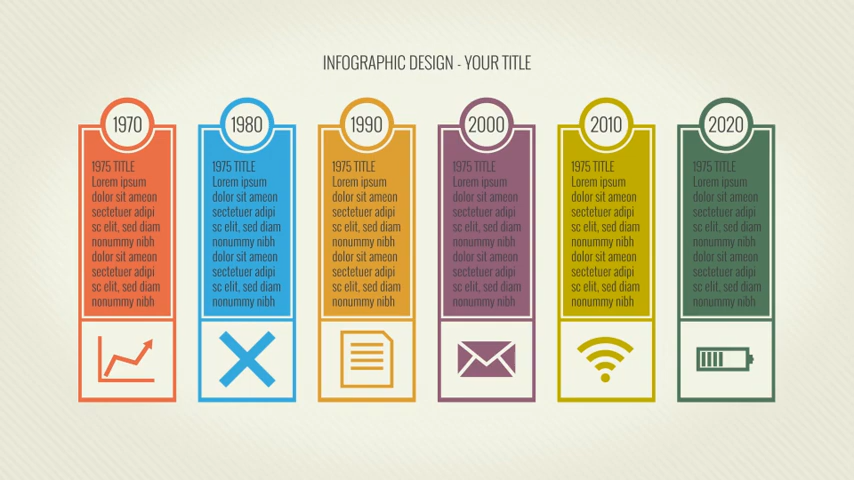 INFOGRAPHIC DESIGN - YOUR TITLE
1970
1975 TITLE
Lorem ipsum
dolor sit ameon
sectetuer adipi
sc elit, sed diam
nonummy nibh
dolor sit ameon
sectetuer adipi
sc elit, sed diam
nonummy nibh
1980
1975 TITLE
Lorem ipsum
dolor sit ameon
sectetuer adipi
sc elit, sed diam
nonummy nibh
dolor sit ameon
sectetuer adipi
sc elit, sed diam
nonummy nibh
1990
1975 TITLE
Lorem ipsum
dolor sit ameon
sectetuer adipi
sc elit, sed diam
nonummy nibh
dolor sit ameon
sectetuer adipi
sc elit, sed diam
nonummy nibh
2000
1975 TITLE
Lorem ipsum
dolor sit ameon
sectetuer adipi
sc elit, sed diam
nonummy nibh
dolor sit ameon
sectetuer adipi
sc elit, sed diam
nonummy nibh
2010
1975 TITLE
Lorem ipsum
dolor sit ameon
sectetuer adipi
sc elit, sed diam
nonummy nibh
dolor sit ameon
sectetuer adipi
sc elit, sed diam
nonummy nibh
2020
1975 TITLE
Lorem ipsum
dolor sit ameon
sectetuer adipi
sc elit, sed diam
nonummy nibh
dolor sit ameon
sectetuer adipi
sc elit, sed diam
nonummy nibh